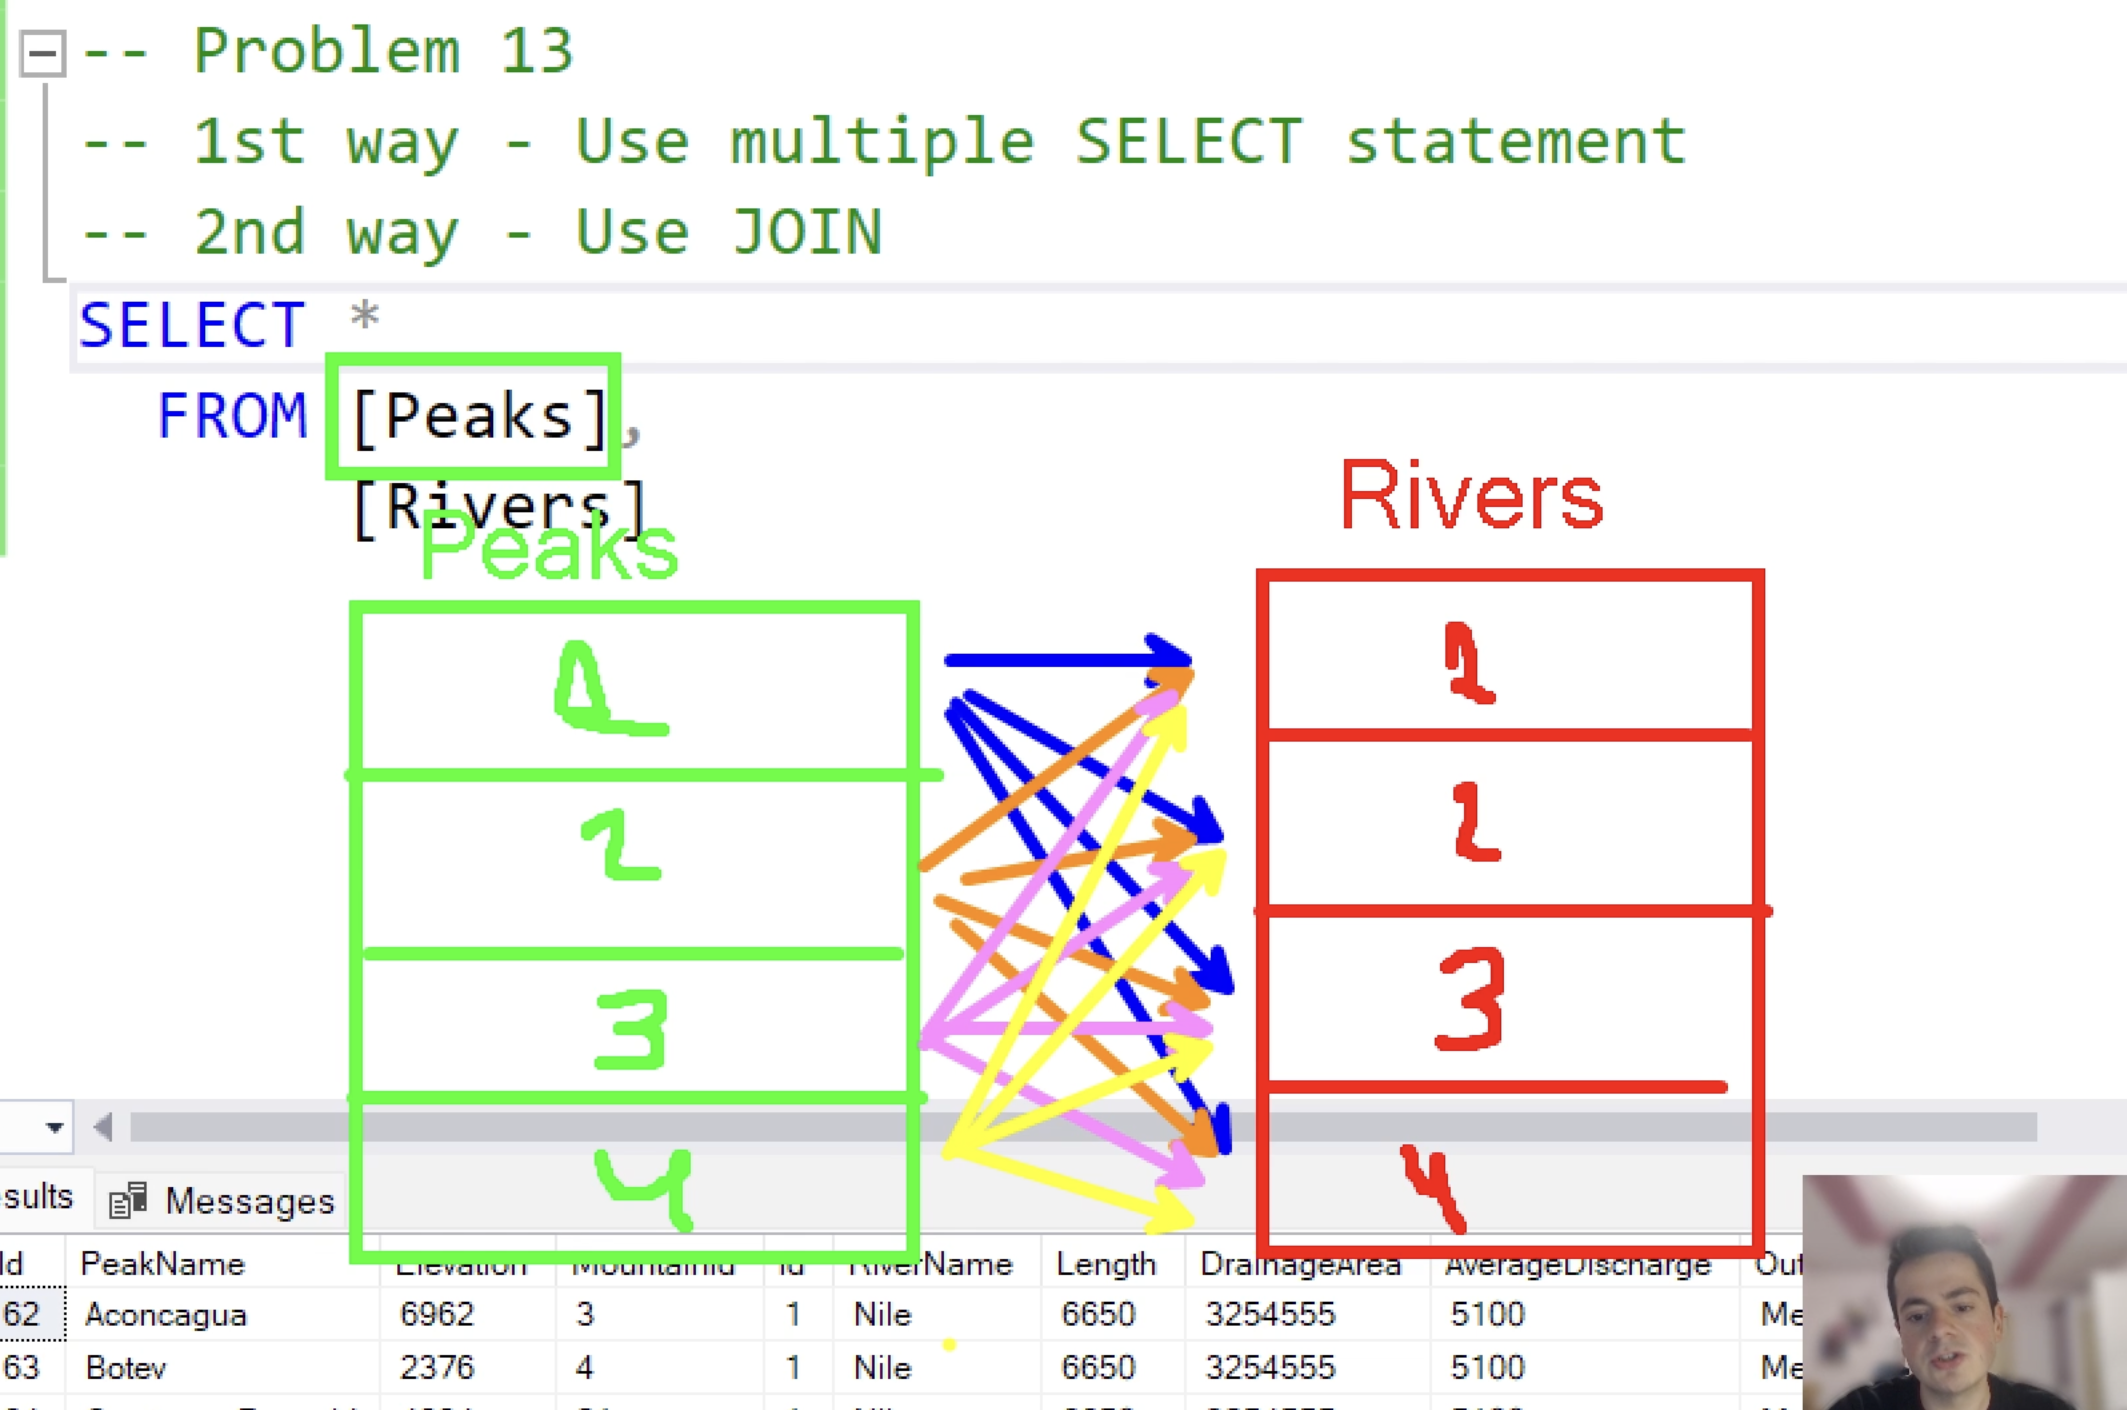 -- Problem 13
-- 1st way - Use multiple SELECT statement
-- 2nd way - Use JOIN
SELECT *
FROM [Peaks],
[Rivers]
Peaks
Rivers
1
2
3
4
1
2
3
4
esults Messages
Id PeakName Elevation MountainId Id RiverName Length DrainageArea AverageDischarge Out
62 Aconcagua 6962 3 1 Nile 6650 3254555 5100 Me
63 Botev 2376 4 1 Nile 6650 3254555 5100 Me